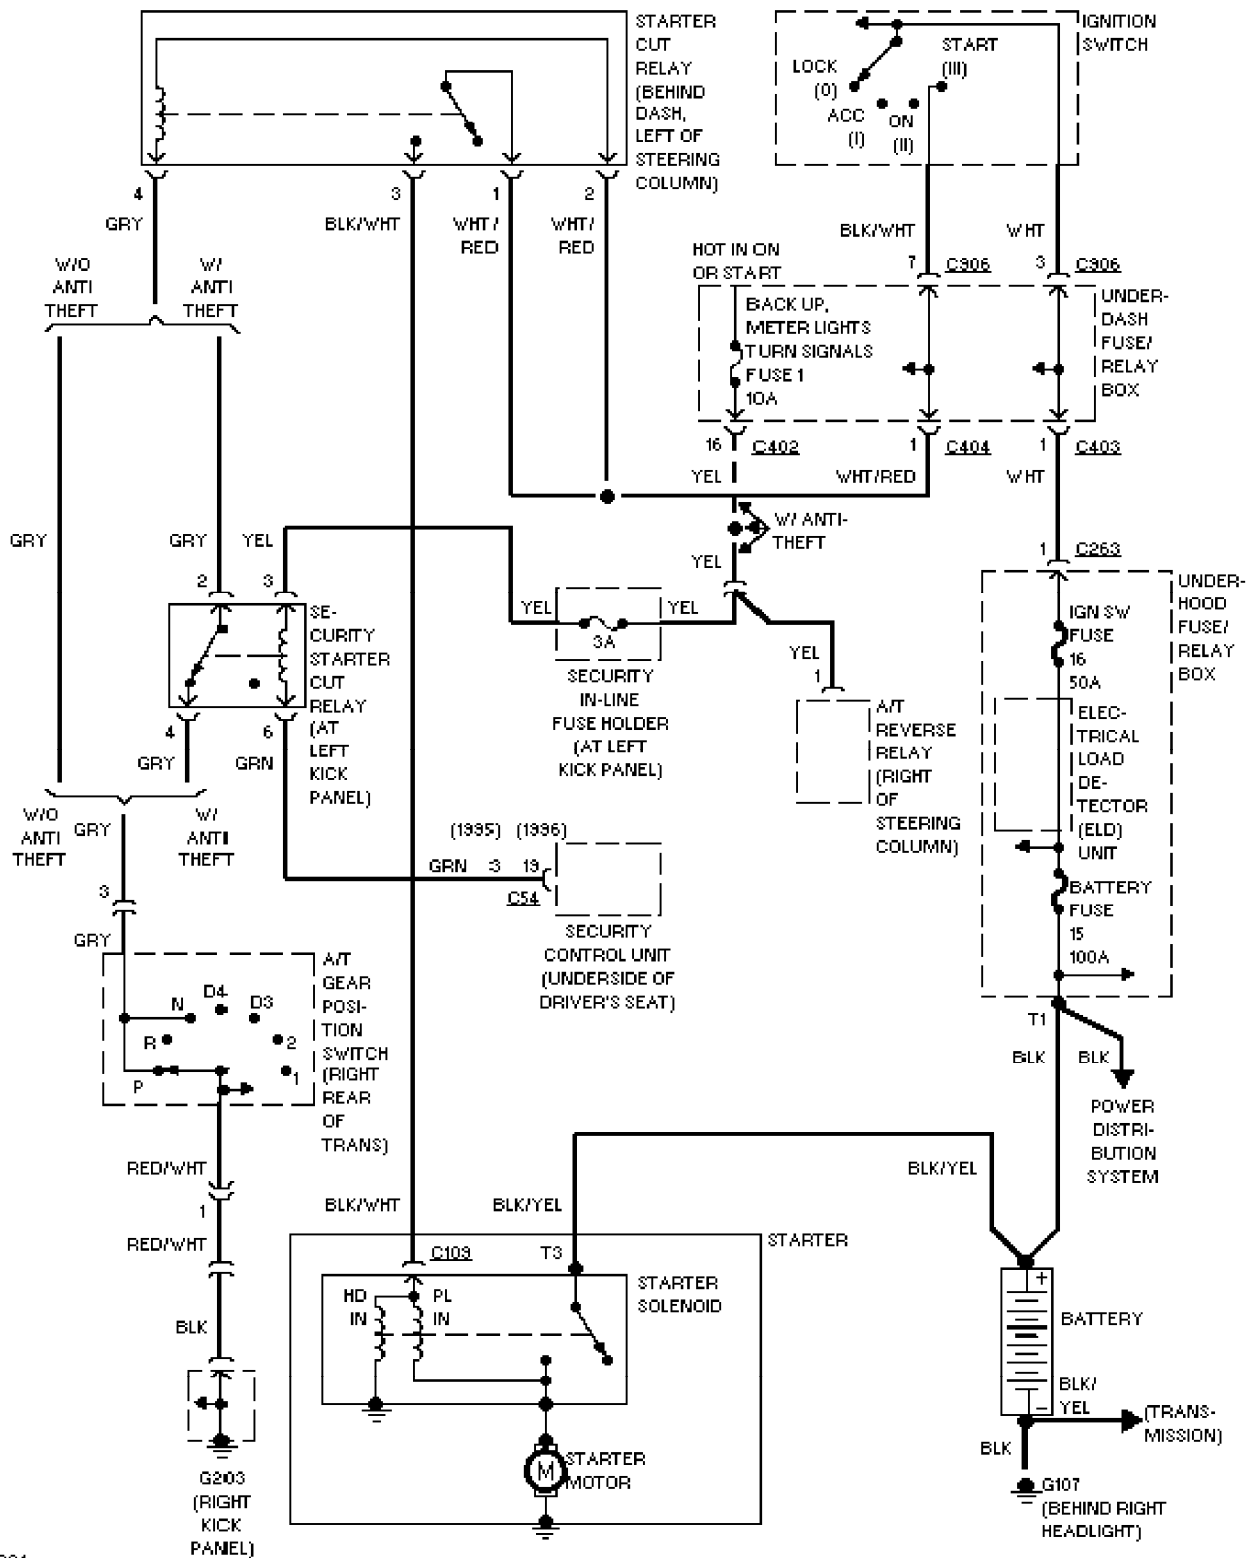 STARTER
CUT
RELAY
(BEHIND
DASH,
LEFT OF
STEERING
COLUMN)
IGNITION
SWITCH
LOCK
(0)
START
(III)
ACC
(I)
ON
(II)
4
3
1
2
GRY
BLK/WHT
WHT/
RED
WHT/
RED
BLK/WHT
WHT
W/O
ANTI
THEFT
W/
ANTI
THEFT
HOT IN ON
OR START
7
C906
3
C906
BACK UP,
METER LIGHTS
TURN SIGNALS
FUSE 1
10A
UNDER-
DASH
FUSE/
RELAY
BOX
16
C402
1
C404
1
C403
YEL
WHT/RED
WHT
W/ ANTI-
THEFT
GRY
GRY
YEL
YEL
1
C263
2
3
SE-
CURITY
STARTER
CUT
RELAY
(AT
LEFT
KICK
PANEL)
YEL
YEL
3A
SECURITY
IN-LINE
FUSE HOLDER
(AT LEFT
KICK PANEL)
YEL
1
A/T
REVERSE
RELAY
(RIGHT
OF
STEERING
COLUMN)
UNDER-
HOOD
FUSE/
RELAY
BOX
IGN SW
FUSE
16
50A
ELEC-
TRICAL
LOAD
DE-
TECTOR
(ELD)
UNIT
BATTERY
FUSE
15
100A
4
6
GRY
GRN
W/O
ANTI
THEFT
GRY
W/
ANTI
THEFT
(1995)
(1996)
GRN
3
19
C54
SECURITY
CONTROL UNIT
(UNDERSIDE OF
DRIVER'S SEAT)
3
GRY
A/T
GEAR
POSI-
TION
SWITCH
(RIGHT
REAR
OF
TRANS)
N
D4
D3
R
2
P
1
T1
BLK
BLK
POWER
DISTRI-
BUTION
SYSTEM
RED/WHT
1
RED/WHT
BLK
G203
(RIGHT
KICK
PANEL)
BLK/WHT
BLK/YEL
BLK/YEL
C109
T3
STARTER
HD
IN
PL
IN
STARTER
SOLENOID
M
STARTER
MOTOR
+
BATTERY
−
BLK/
YEL
(TRANS-
MISSION)
BLK
G107
(BEHIND RIGHT
HEADLIGHT)